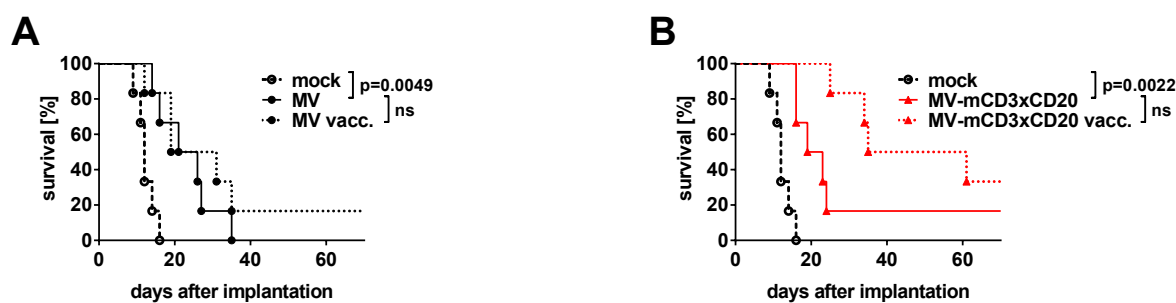 A
survival [%]
100
80
60
40
20
0
0 20 40 60
days after implantation
mock
MV
MV vacc.
p=0.0049
ns
B
survival [%]
100
80
60
40
20
0
0 20 40 60
days after implantation
mock
MV-mCD3xCD20
MV-mCD3xCD20 vacc.
p=0.0022
ns